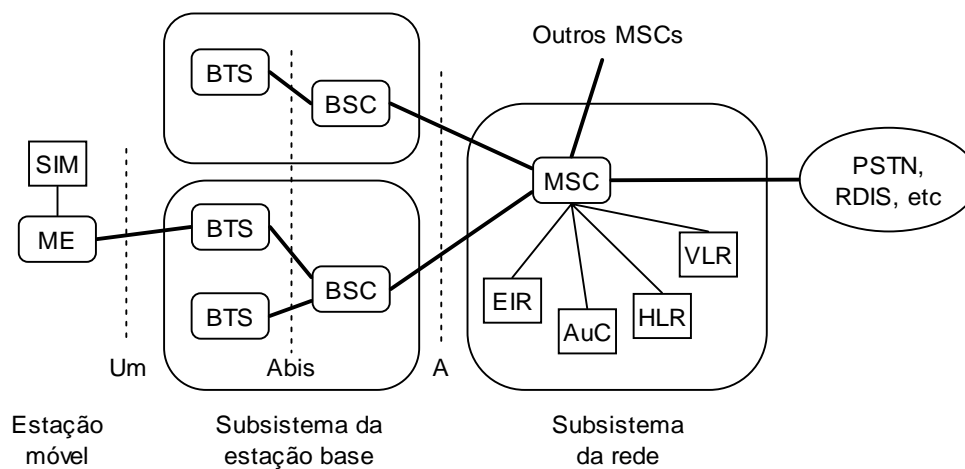 Outros MSCs
BTS
BSC
SIM
ME
BTS
BTS
BSC
MSC
PSTN,
RDIS, etc
VLR
EIR
HLR
AuC
Um
Abis
A
Estação
móvel
Subsistema da
estação base
Subsistema
da rede